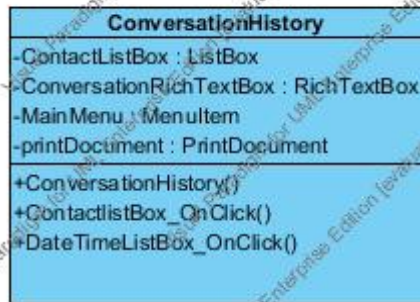 ConversationHistory
-ContactListBox : ListBox
-ConversationRichTextBox : RichTextBox
-MainMenu : MenuItem
-printDocument : PrintDocument
+ConversationHistory()
+ContactlistBox_OnClick()
+DateTimeListBox_OnClick()